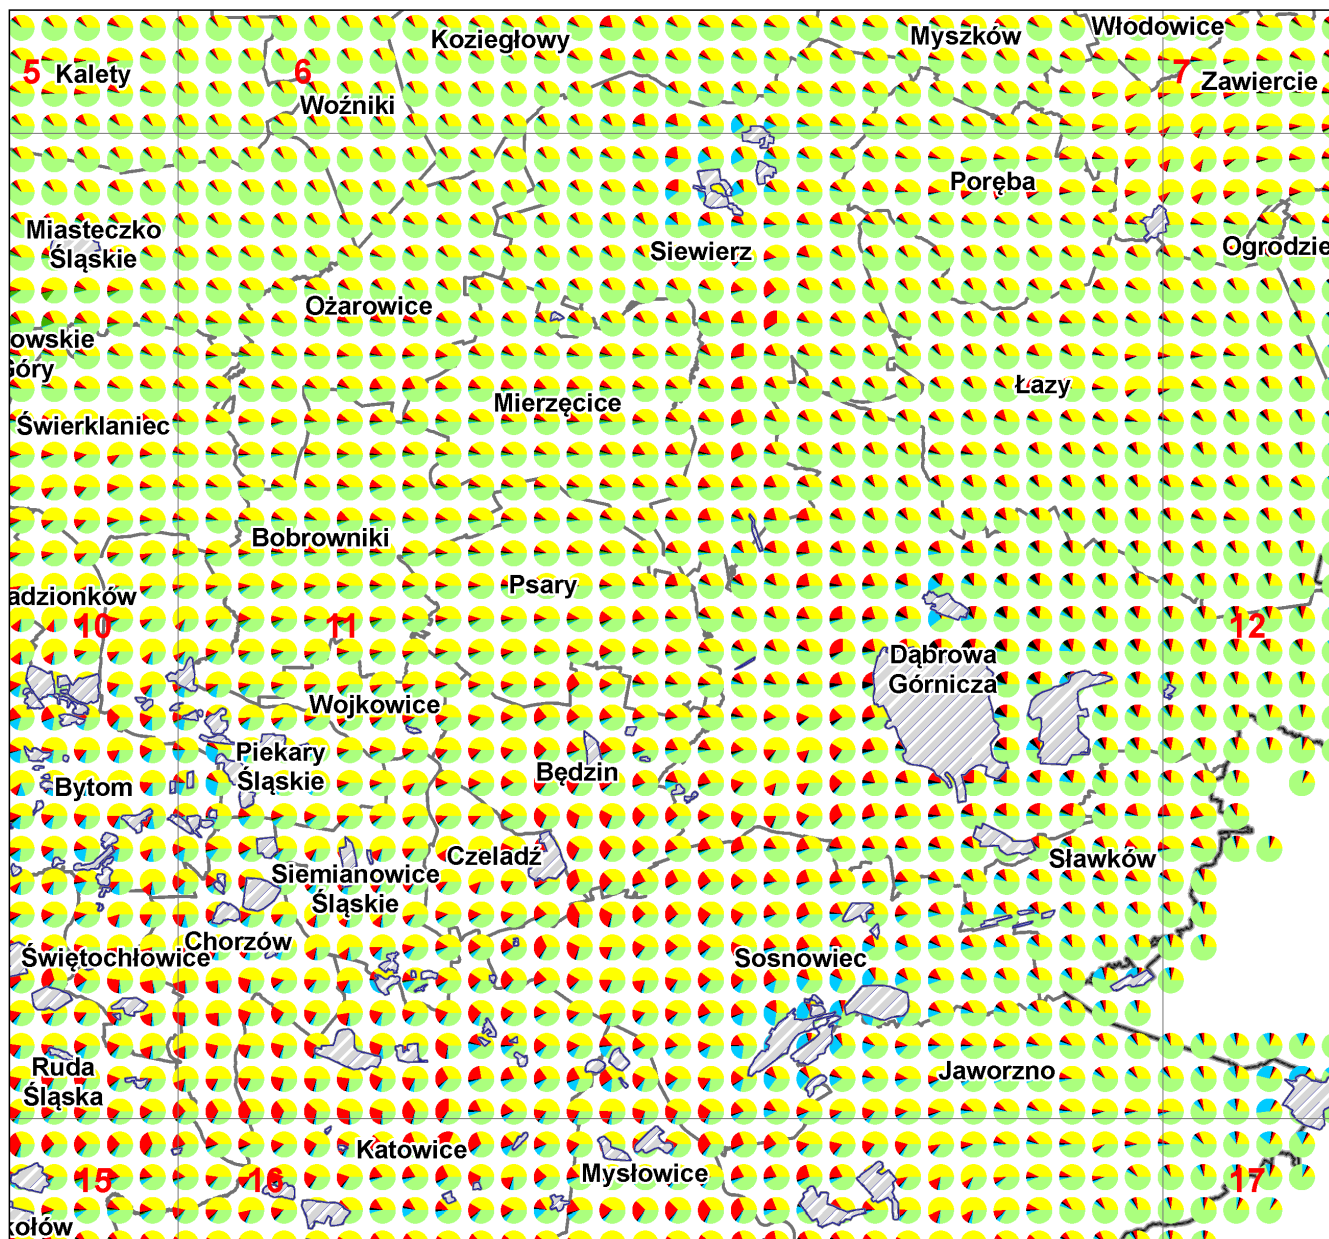 Włodowice
Koziegłowy
Myszków
5
Kalety
6
7
Zawiercie
Woźniki
Poręba
Miasteczko
Śląskie
Siewierz
Ogrodzie
Ożarowice
owskie
óry
Łazy
Mierzęcice
Świerklaniec
Bobrowniki
Psary
adzionków
10
11
12
Dąbrowa
Górnicza
Wojkowice
Piekary
Śląskie
Będzin
Bytom
Czeladź
Sławków
Siemianowice
Śląskie
Chorzów
Świętochłowice
Sosnowiec
Ruda
Śląska
Jaworzno
Katowice
Mysłowice
15
16
17
kołów